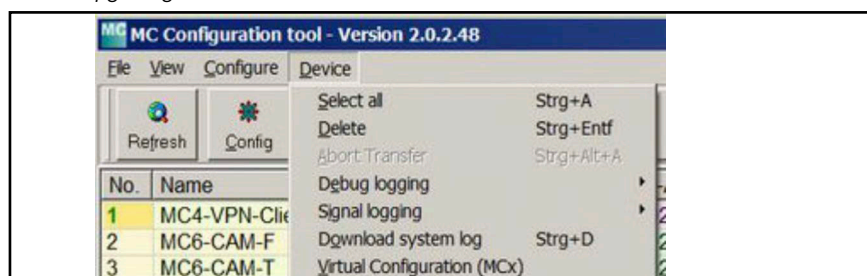 MC MC Configuration tool - Version 2.0.2.48
File View Configure Device
Refresh Config
Select all Strg+A
Delete Strg+Entf
Abort Transfer Strg+Alt+A
Debug logging
Signal logging
Download system log Strg+D
Virtual Configuration (MCx)
No. Name
1 MC4-VPN-Clie
2 MC6-CAM-F
3 MC6-CAM-T